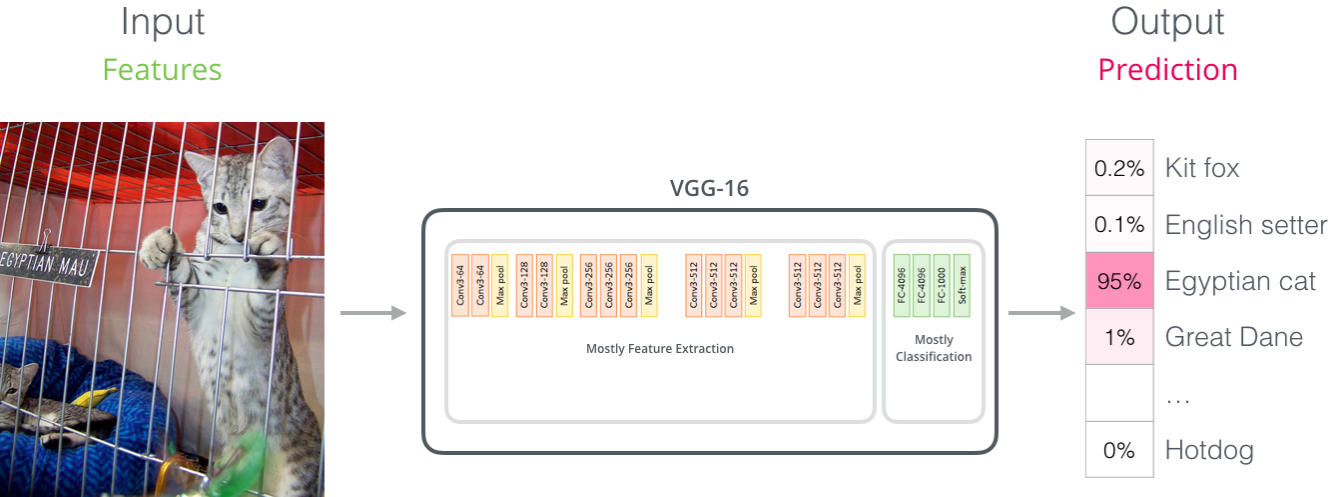 Input
Features
Output
Prediction
EGYPTIAN MAU
VGG-16
Conv3-64
Conv3-64
Max pool
Conv3-128
Conv3-128
Max pool
Conv3-256
Conv3-256
Conv3-256
Max pool
Conv3-512
Conv3-512
Conv3-512
Max pool
Conv3-512
Conv3-512
Conv3-512
Max pool
Mostly Feature Extraction
FC-4096
FC-4096
FC-1000
Soft-max
Mostly
Classification
0.2% Kit fox
0.1% English setter
95% Egyptian cat
1% Great Dane
...
0% Hotdog